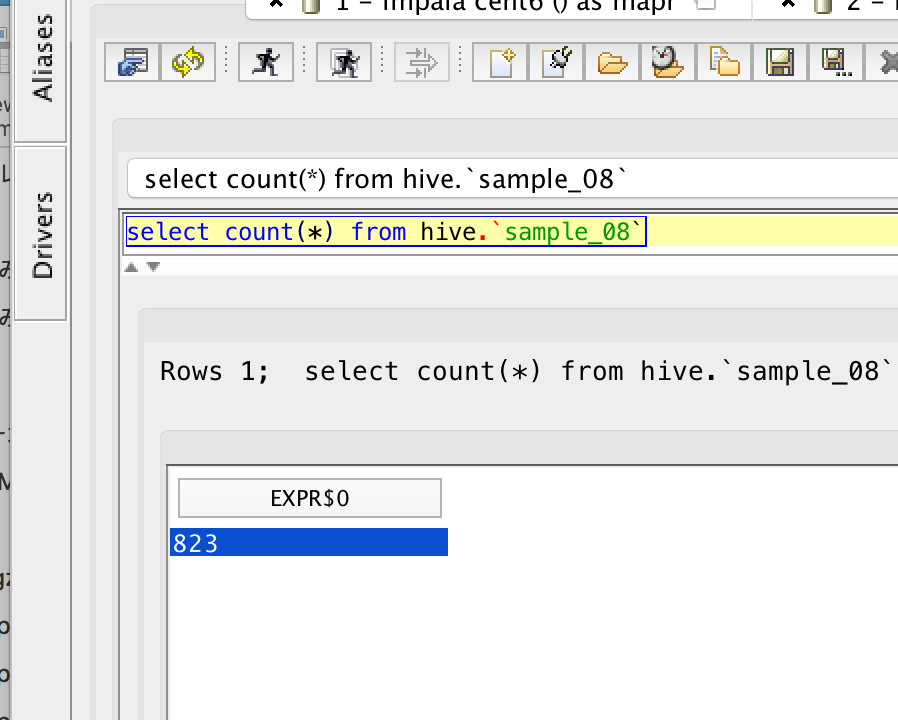 1 - Impala cent6 () as mapr
2 -
Aliases
Drivers
select count(*) from hive.`sample_08`
select count(*) from hive.`sample_08`
Rows 1;  select count(*) from hive.`sample_08`
EXPR$0
823